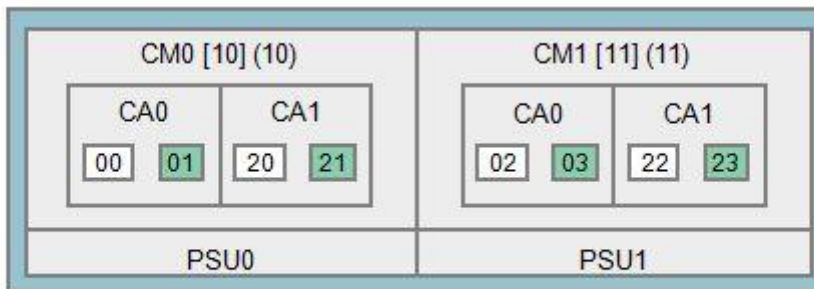 CM0 [10] (10) CM1 [11] (11)
CA0 CA1 CA0 CA1
00 01 20 21 02 03 22 23
PSU0 PSU1